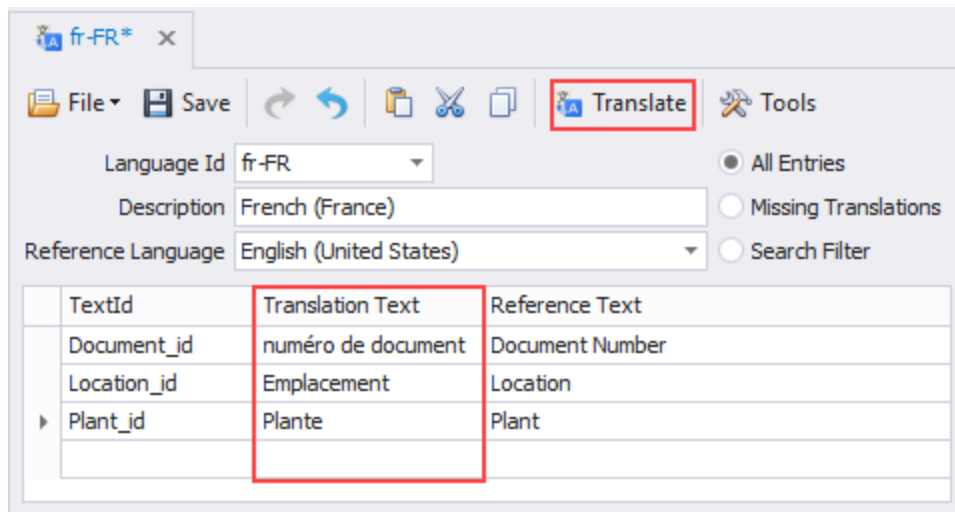 fr-FR*
File Save Translate Tools
Language Id fr-FR All Entries
Description French (France) Missing Translations
Reference Language English (United States) Search Filter
TextId Translation Text Reference Text
Document_id numéro de document Document Number
Location_id Emplacement Location
Plant_id Plante Plant